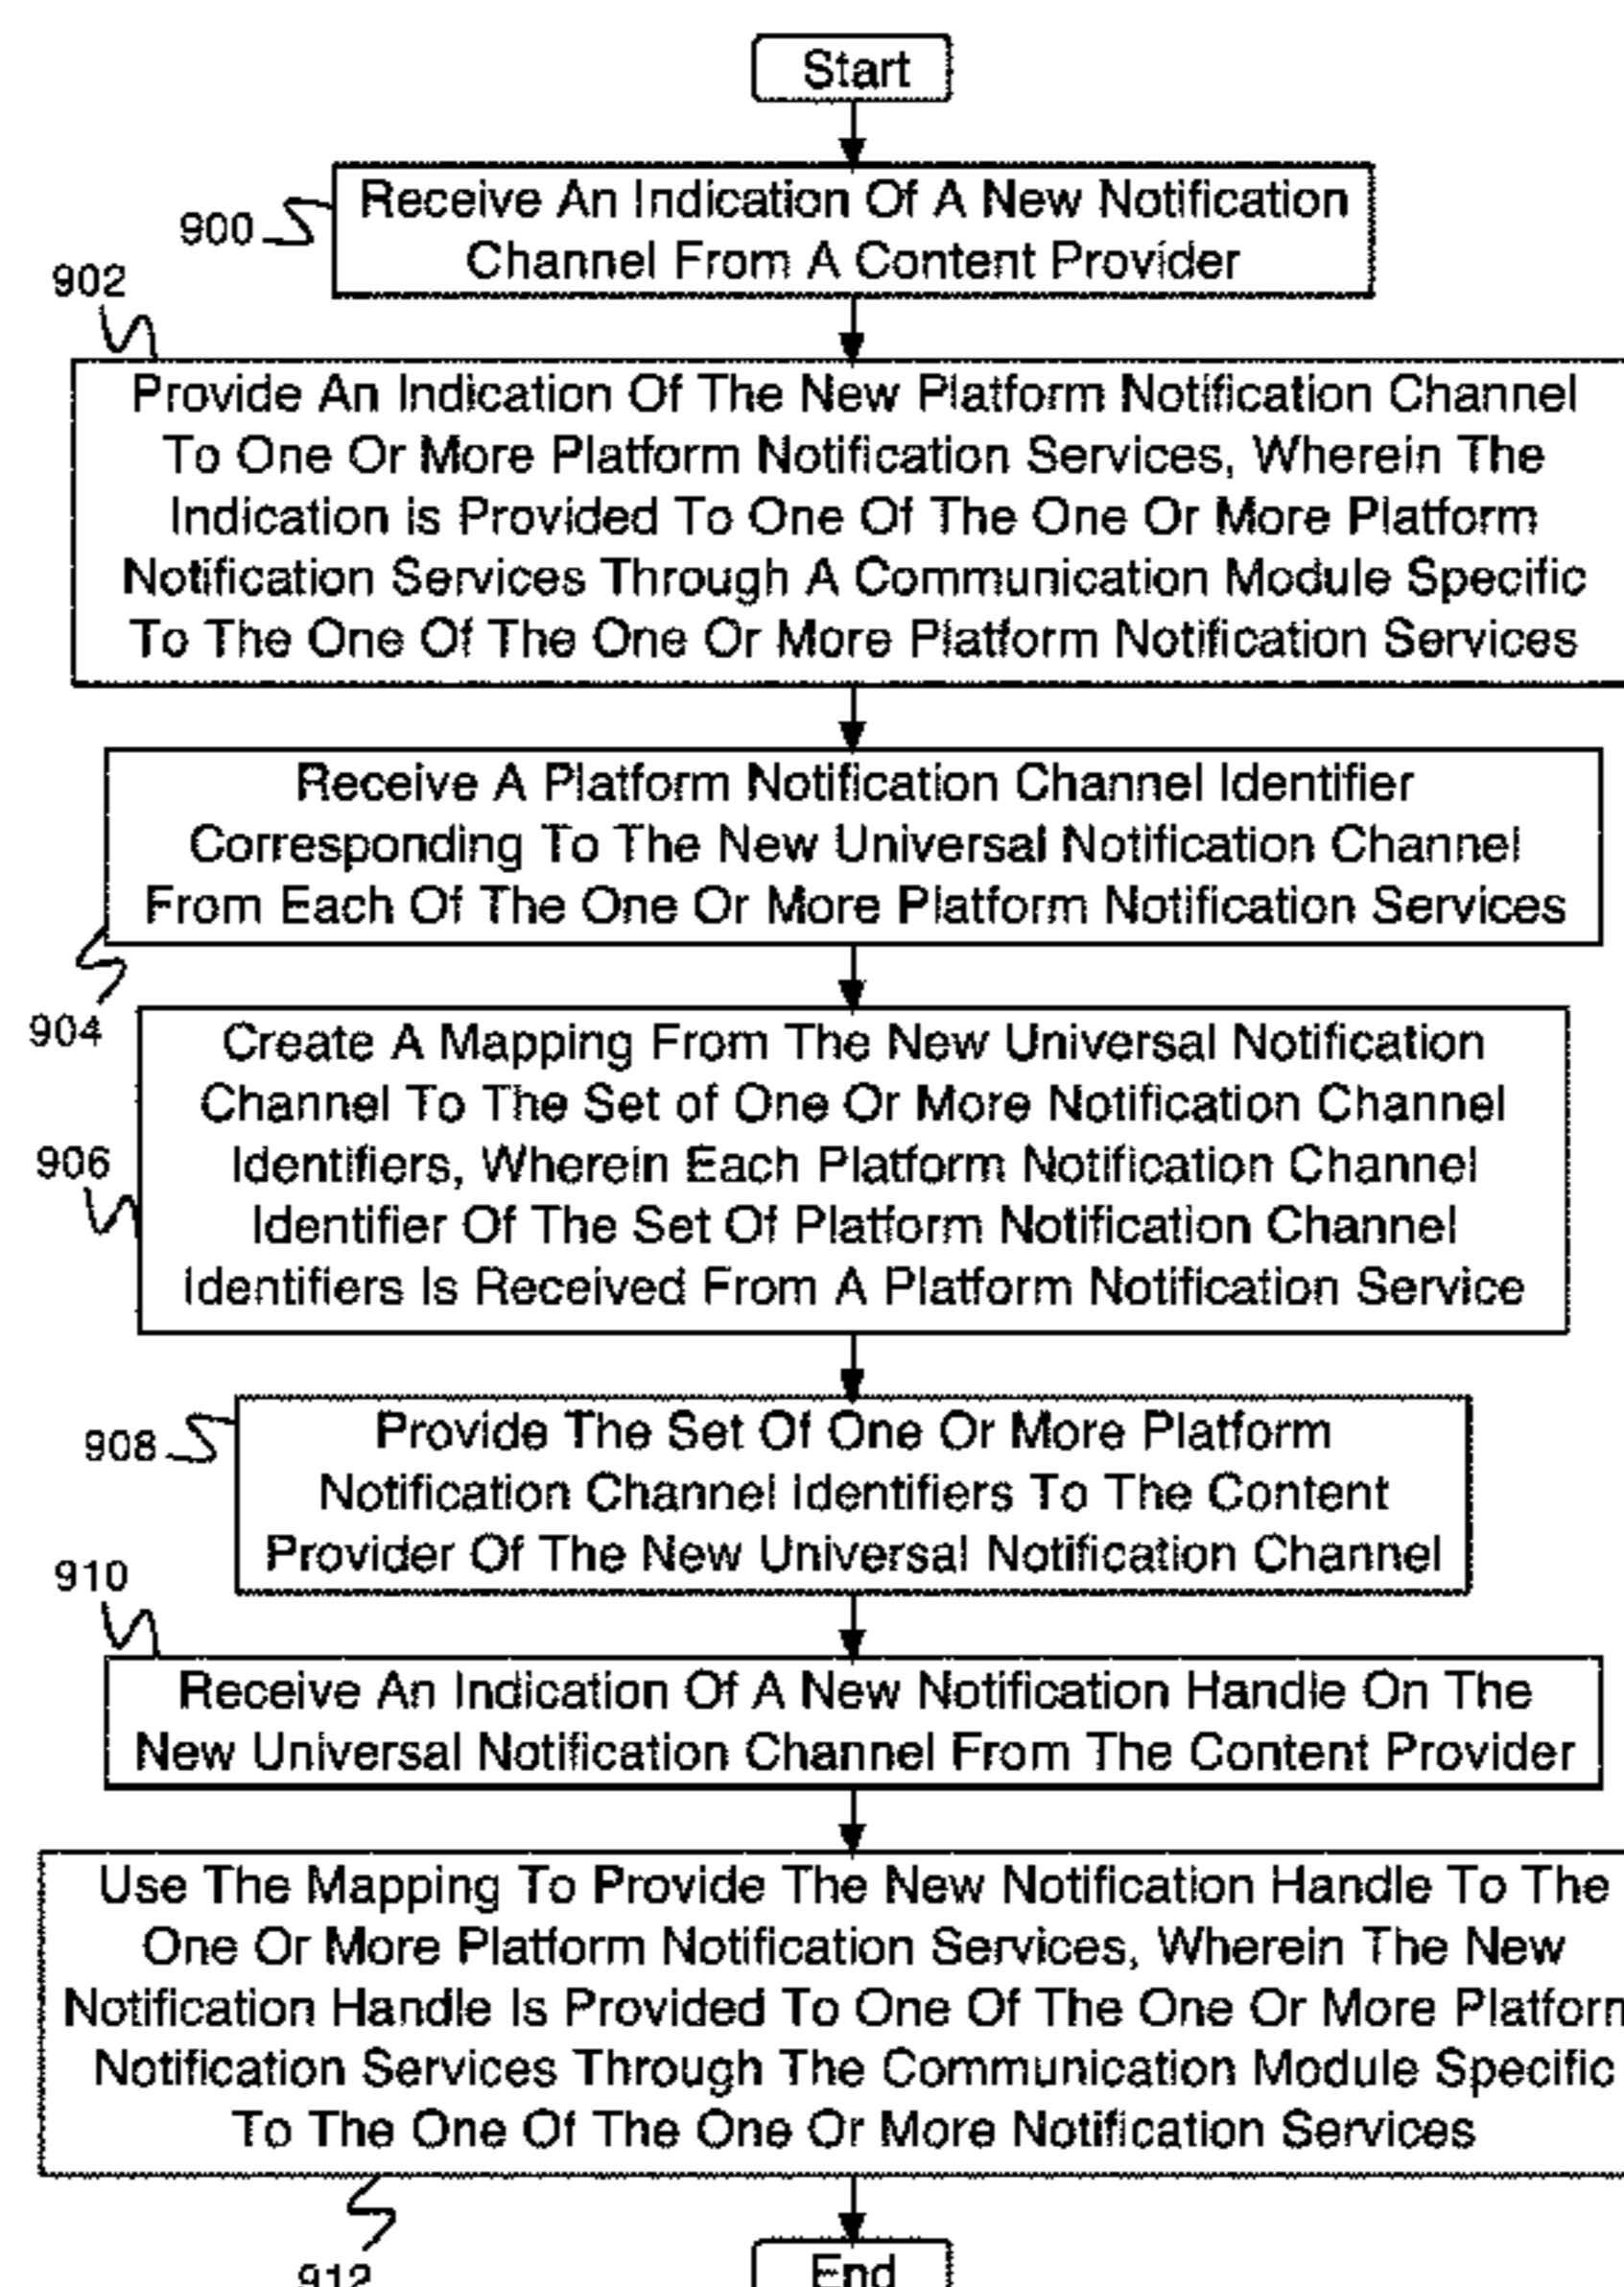 Start
900
Receive An Indication Of A New Notification
Channel From A Content Provider
902
Provide An Indication Of The New Platform Notification Channel
To One Or More Platform Notification Services, Wherein The
Indication is Provided To One Of The One Or More Platform
Notification Services Through A Communication Module Specific
To The One Of The One Or More Platform Notification Services
Receive A Platform Notification Channel Identifier
Corresponding To The New Universal Notification Channel
From Each Of The One Or More Platform Notification Services
904
Create A Mapping From The New Universal Notification
Channel To The Set of One Or More Notification Channel
Identifiers, Wherein Each Platform Notification Channel
Identifier Of The Set Of Platform Notification Channel
Identifiers Is Received From A Platform Notification Service
906
908
Provide The Set Of One Or More Platform
Notification Channel Identifiers To The Content
Provider Of The New Universal Notification Channel
910
Receive An Indication Of A New Notification Handle On The
New Universal Notification Channel From The Content Provider
Use The Mapping To Provide The New Notification Handle To The
One Or More Platform Notification Services, Wherein The New
Notification Handle Is Provided To One Of The One Or More Platform
Notification Services Through The Communication Module Specific
To The One Of The One Or More Notification Services
912
End